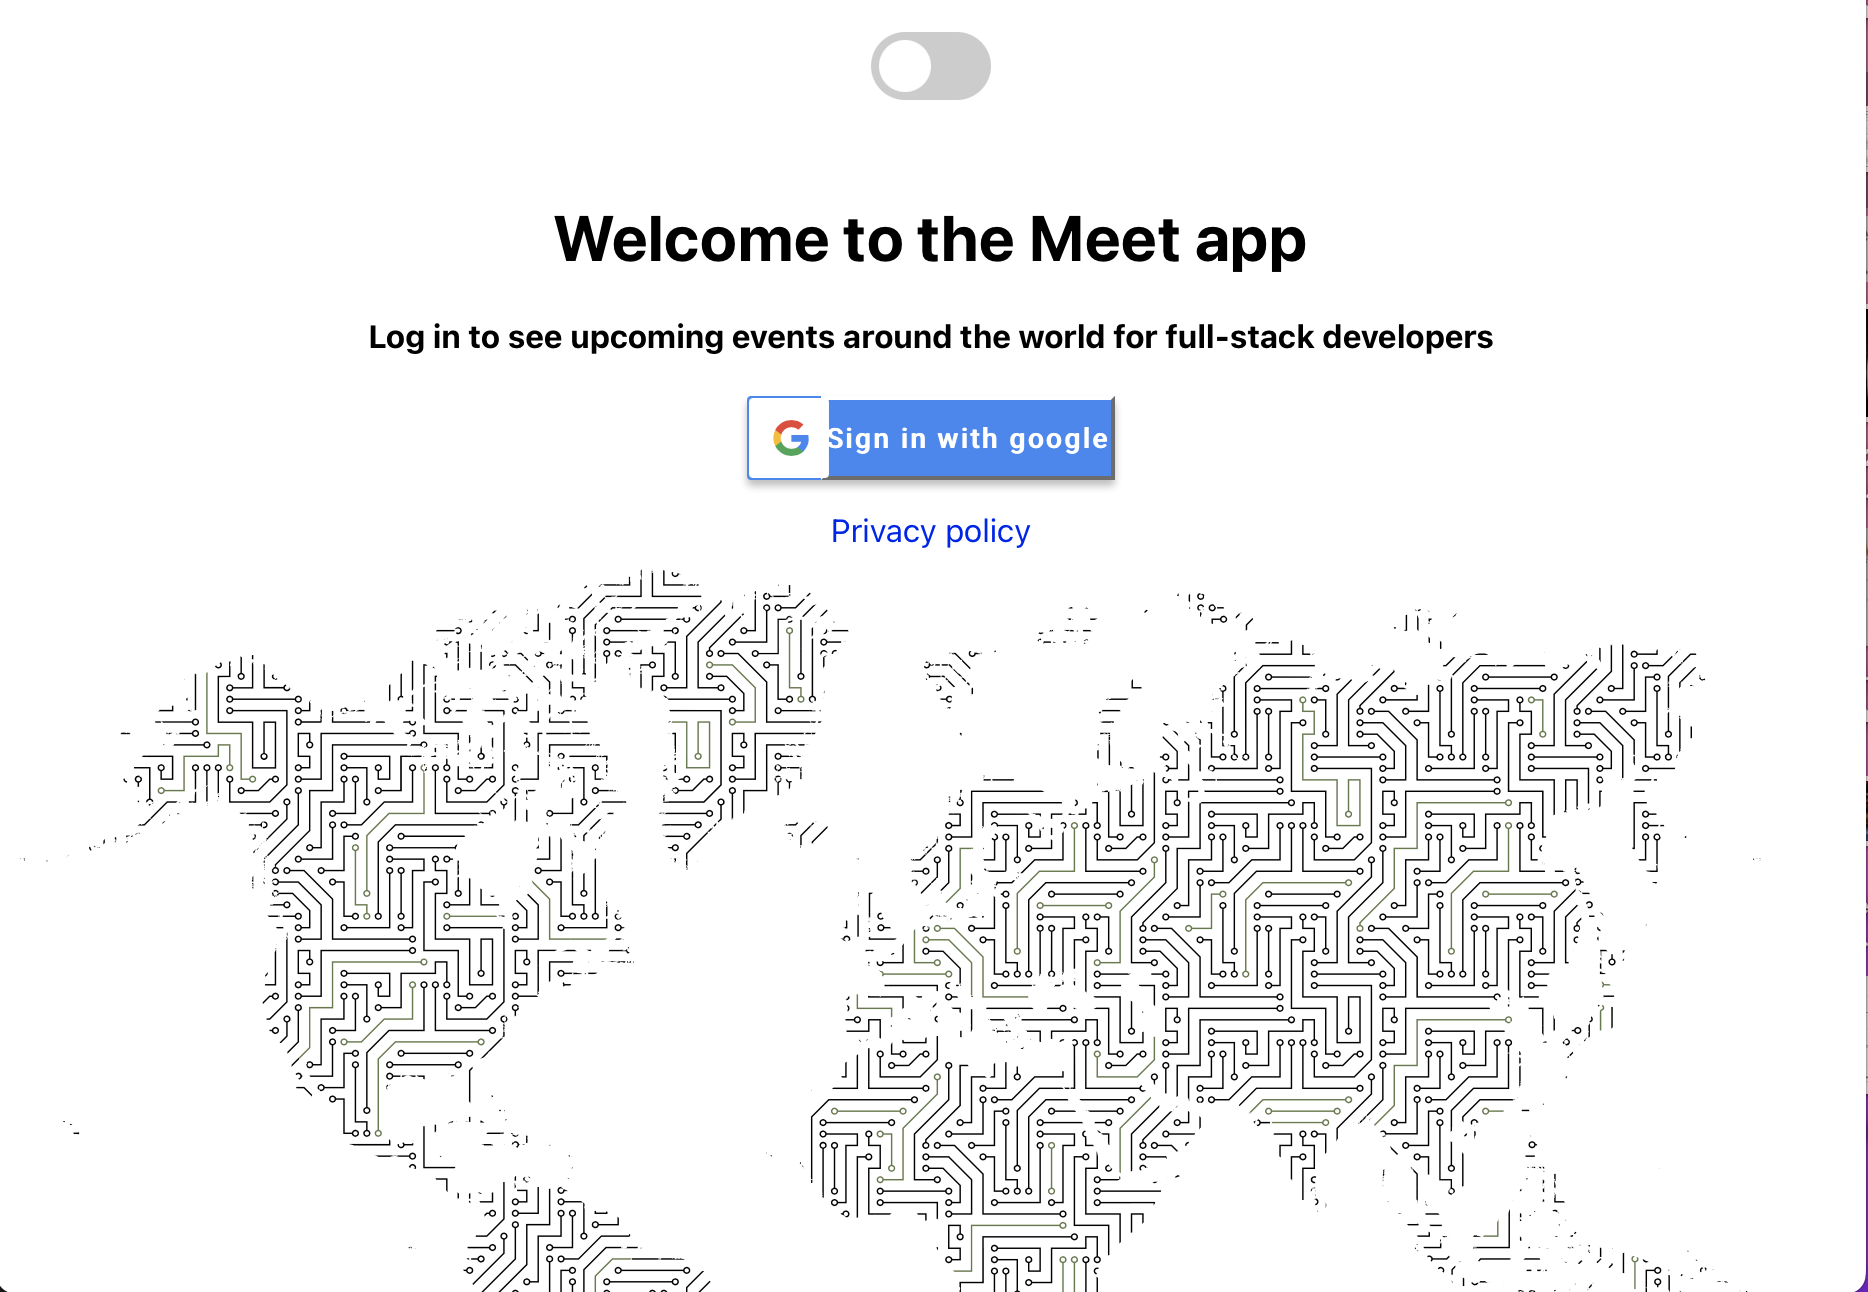 Welcome to the Meet app
Log in to see upcoming events around the world for full-stack developers
Sign in with google
Privacy policy